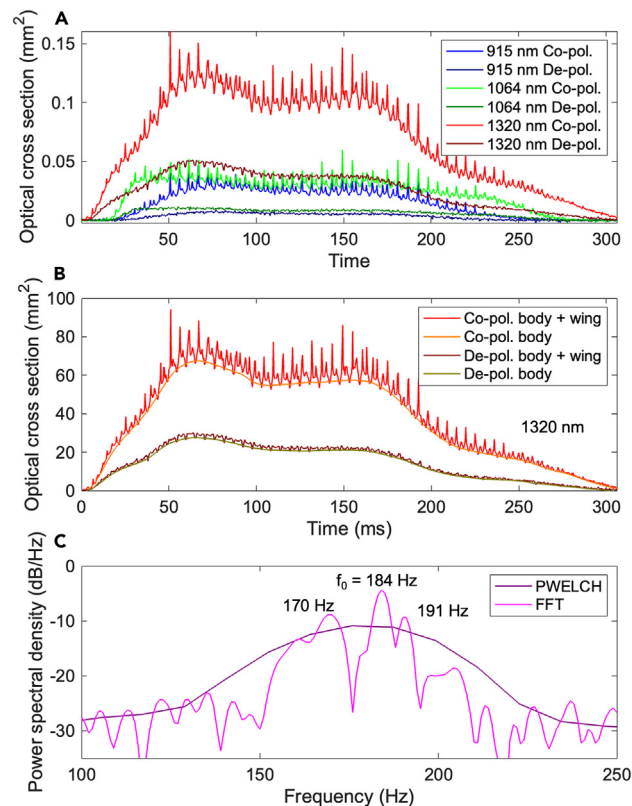 A
Optical cross section (mm²)
0.15
0.1
0.05
0
915 nm Co-pol.
915 nm De-pol.
1064 nm Co-pol.
1064 nm De-pol.
1320 nm Co-pol.
1320 nm De-pol.
50 100 150 200 250 300
Time
B
Optical cross section (mm²)
100
80
60
40
20
0
Co-pol. body + wing
Co-pol. body
De-pol. body + wing
De-pol. body
1320 nm
0 50 100 150 200 250 300
Time (ms)
C
Power spectral density (dB/Hz)
0
-10
-20
-30
f₀ = 184 Hz
170 Hz
191 Hz
PWELCH
FFT
100 150 200 250
Frequency (Hz)